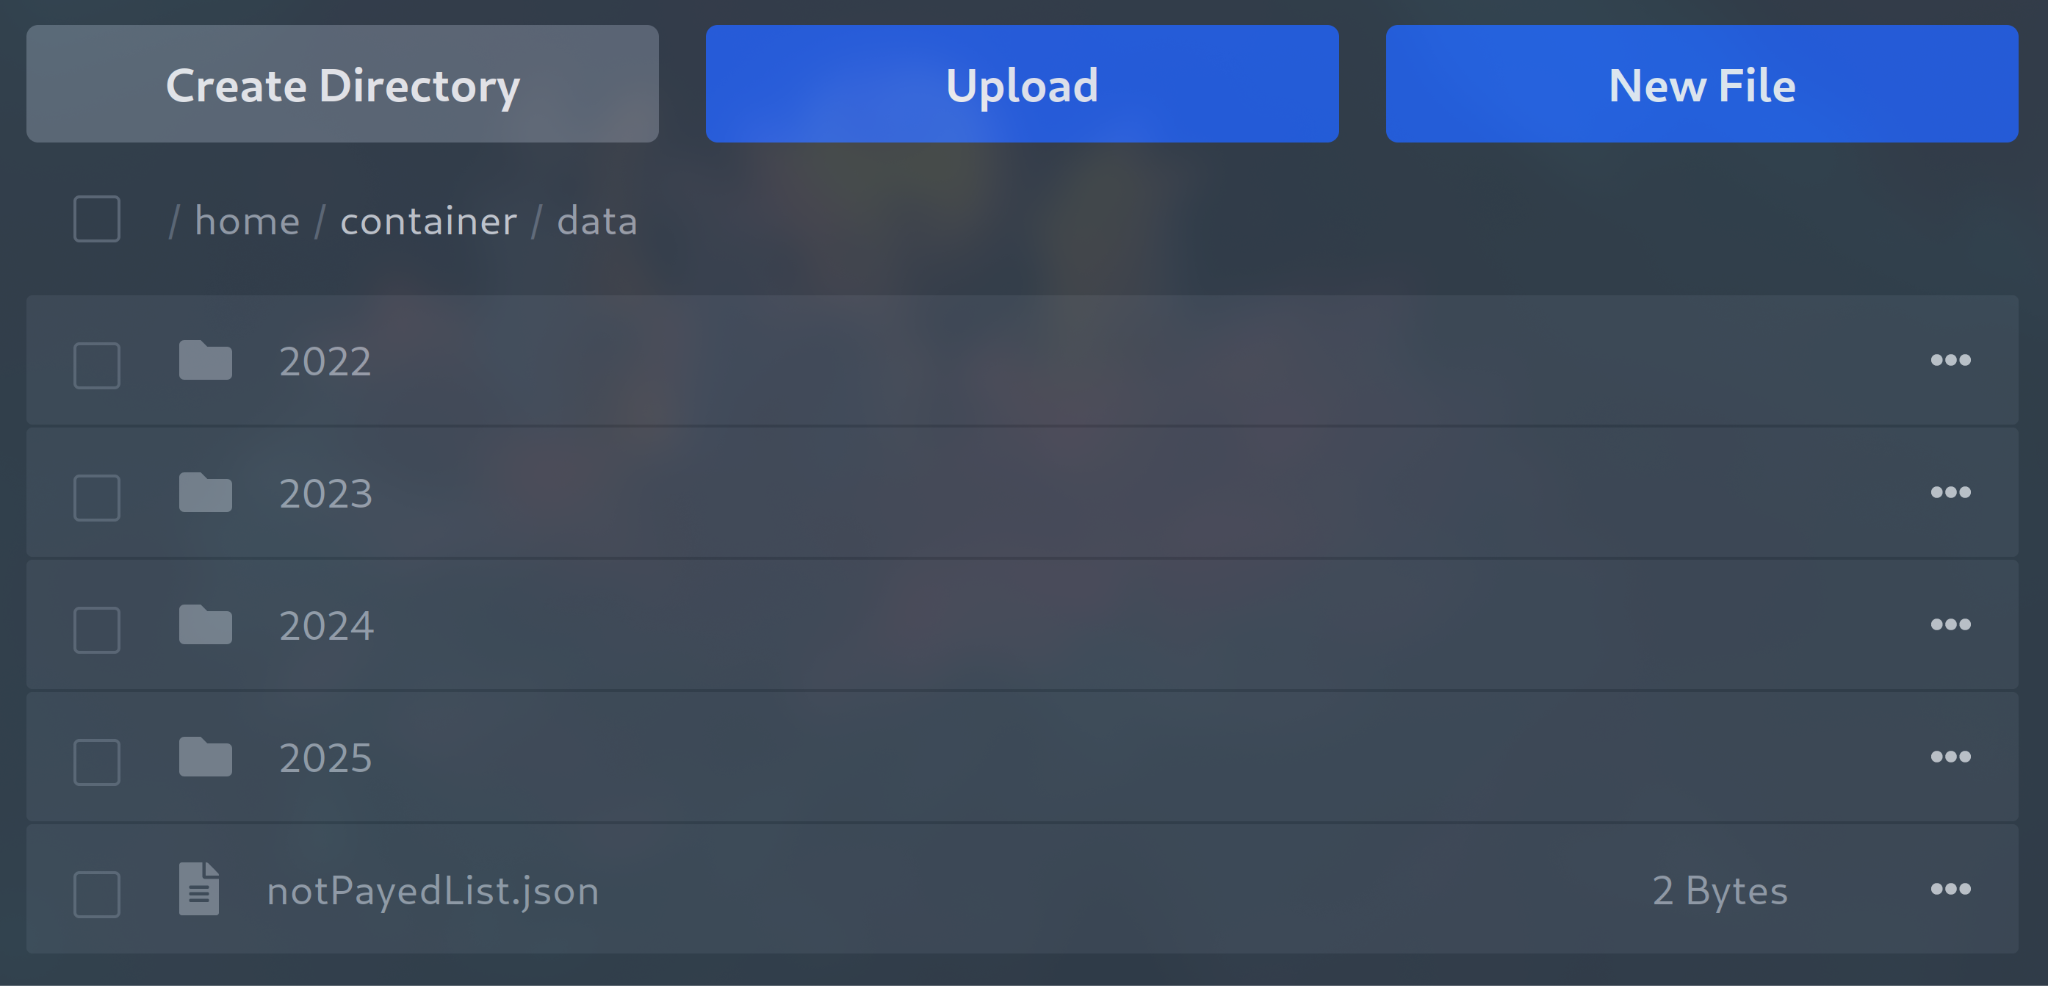 Create Directory Upload New File
/ home / container / data
2022
2023
2024
2025
notPayedList.json 2 Bytes